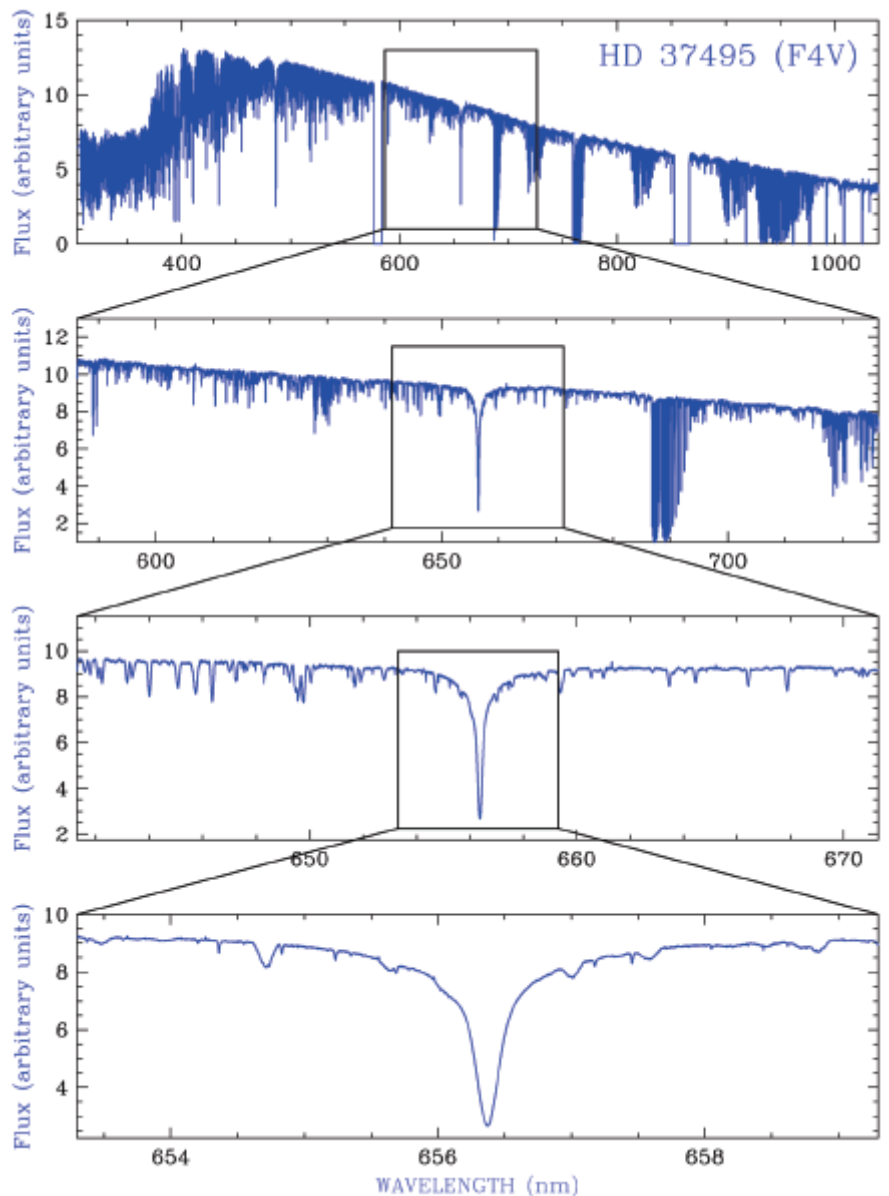 HD 37495 (F4V)
Flux (arbitrary units)
15
10
5
0
400 600 800 1000
Flux (arbitrary units)
12
10
8
6
4
2
600 650 700
Flux (arbitrary units)
10
8
6
4
2
650 660 670
Flux (arbitrary units)
10
8
6
4
654 656 658
WAVELENGTH (nm)